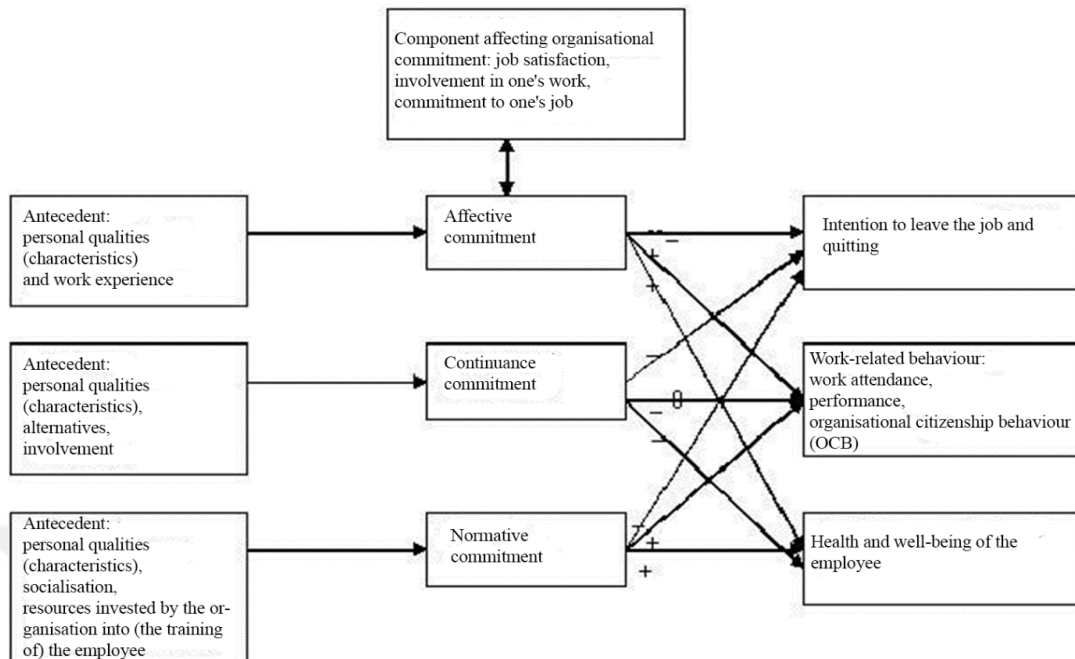 Component affecting organisational
commitment: job satisfaction,
involvement in one's work,
commitment to one's job
Antecedent:
personal qualities
(characteristics)
and work experience
Affective
commitment
Intention to leave the job and
quitting
−
+
+
Antecedent:
personal qualities
(characteristics),
alternatives,
involvement
Continuance
commitment
Work-related behaviour:
work attendance,
performance,
organisational citizenship behaviour
(OCB)
−
0
−
−
Antecedent:
personal qualities
(characteristics),
socialisation,
resources invested by the or-
ganisation into (the training
of) the employee
Normative
commitment
Health and well-being of the
employee
−
+
+